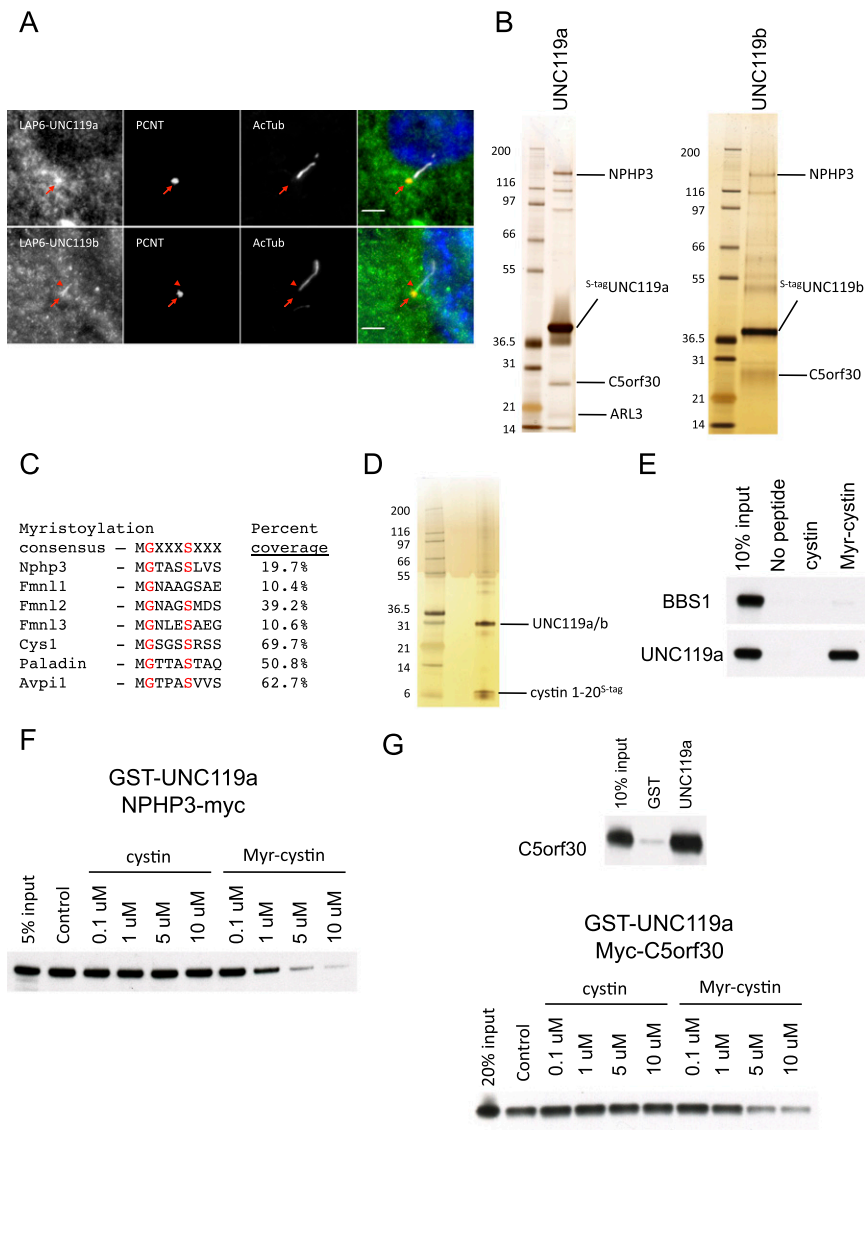 A
LAP6-UNC119a PCNT AcTub
LAP6-UNC119b PCNT AcTub
B
UNC119a
200
116
97
66
55
36.5
31
21
14
NPHP3
S-tagUNC119a
C5orf30
ARL3
UNC119b
200
116
97
66
55
36.5
31
21
14
NPHP3
S-tagUNC119b
C5orf30
C
Myristoylation Percent
consensus – MGXXXSXXX coverage
Nphp3 – MGTASSLVS 19.7%
Fmnl1 – MGNAAGSAE 10.4%
Fmnl2 – MGNAGSMDS 39.2%
Fmnl3 – MGNLESAEG 10.6%
Cys1 – MGSGSSRSS 69.7%
Paladin – MGTTASTAQ 50.8%
Avpi1 – MGTPASVVS 62.7%
D
200
116
97
66
55
36.5
31
21
14
6
UNC119a/b
cystin 1-20S-tag
E
10% input
No peptide
cystin
Myr-cystin
BBS1
UNC119a
F
GST-UNC119a
NPHP3-myc
cystin Myr-cystin
5% input
Control
0.1 uM
1 uM
5 uM
10 uM
0.1 uM
1 uM
5 uM
10 uM
G
10% input
GST
UNC119a
C5orf30
GST-UNC119a
Myc-C5orf30
cystin Myr-cystin
20% input
Control
0.1 uM
1 uM
5 uM
10 uM
0.1 uM
1 uM
5 uM
10 uM